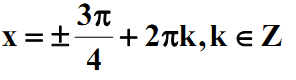 x = ± 3π/4 + 2πk, k ∈ Z